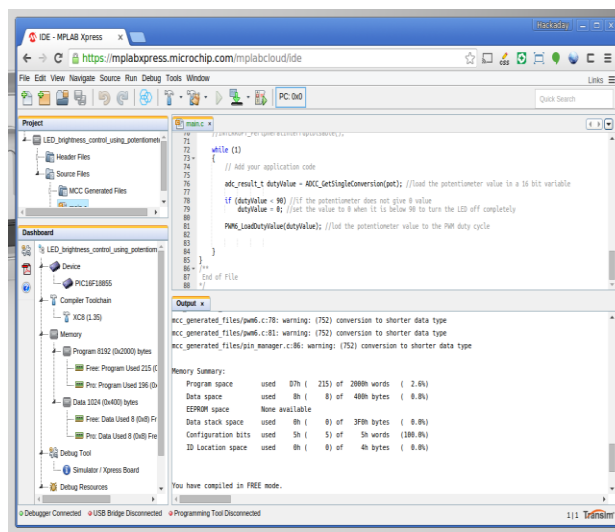 Hackaday
IDE - MPLAB Xpress
https://mplabxpress.microchip.com/mplabcloud/ide
File Edit View Navigate Source Run Debug Tools Window
Links
PC: 0x0
Quick Search
Project
LED_brightness_control_using_potentiomete
Header Files
Source Files
MCC Generated Files
Dashboard
LED_brightness_control_using_potentiom
Device
PIC16F18855
Compiler Toolchain
XC8 (1.35)
Memory
Program 8192 (0x2000) bytes
Free: Program Used 215 (
Pro: Program Used 196 (0x
Data 1024 (0x400) bytes
Free: Data Used 8 (0x8) Fre
Pro: Data Used 8 (0x8) Fre
Debug Tool
Simulator / Xpress Board
Debug Resources
main.c
71
72 while (1)
73 {
74 // Add your application code
75
76 adc_result_t dutyValue = ADCC_GetSingleConversion(pot); //load the potentiometer value in a 16 bit variable
77
78 if (dutyValue < 90) //if the potentiometer does not give 0 value
79 dutyValue = 0; //set the value to 0 when it is below 90 to turn the LED off completely
80
81 PWM6_LoadDutyValue(dutyValue); //lod the potentiometer value to the PWM duty cycle
82
83
84 }
85 }
86 /**
87 End of File
88 */
Output
mcc_generated_files/pwm6.c:78: warning: (752) conversion to shorter data type
mcc_generated_files/pwm6.c:81: warning: (752) conversion to shorter data type
mcc_generated_files/pin_manager.c:86: warning: (752) conversion to shorter data type
Memory Summary:
Program space used D7h ( 215) of 2000h words ( 2.6%)
Data space used 8h ( 8) of 400h bytes ( 0.8%)
EEPROM space None available
Data stack space used 0h ( 0) of 3F0h bytes ( 0.0%)
Configuration bits used 5h ( 5) of 5h words (100.0%)
ID Location space used 0h ( 0) of 4h bytes ( 0.0%)
You have compiled in FREE mode.
Debugger Connected USB Bridge Disconnected Programming Tool Disconnected
1|1 Transim